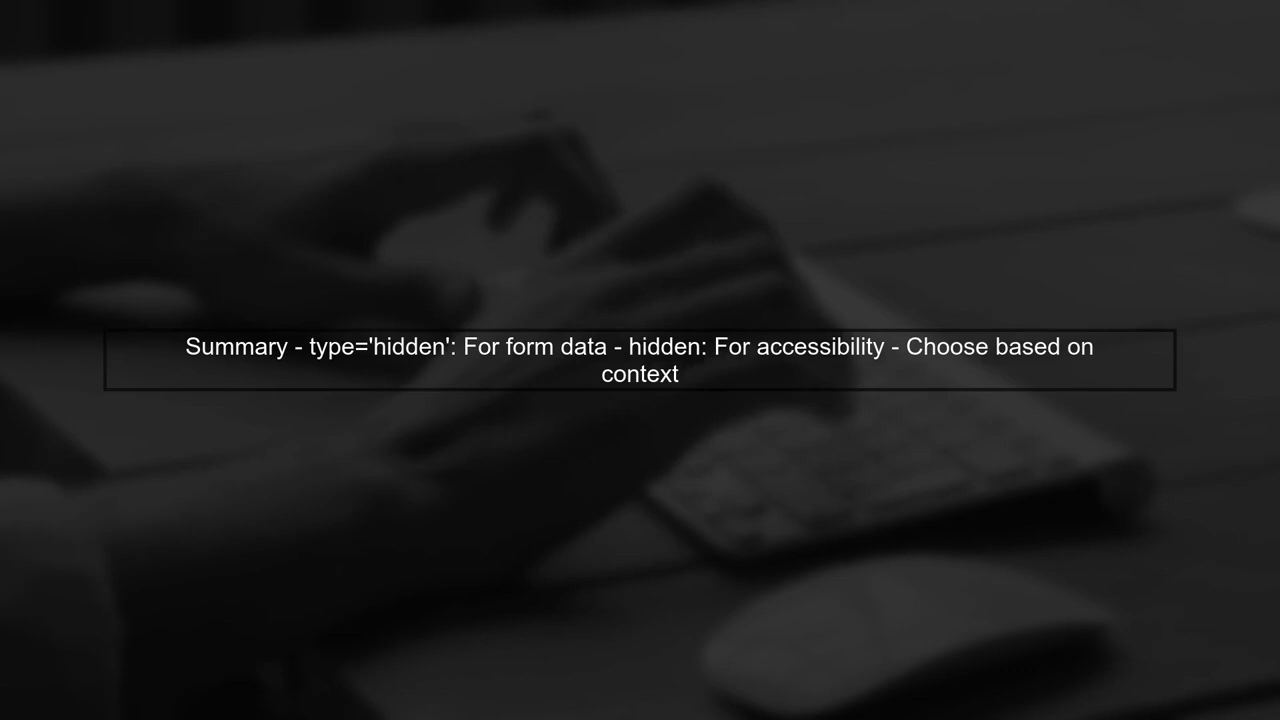 Summary - type='hidden': For form data - hidden: For accessibility - Choose based on
context